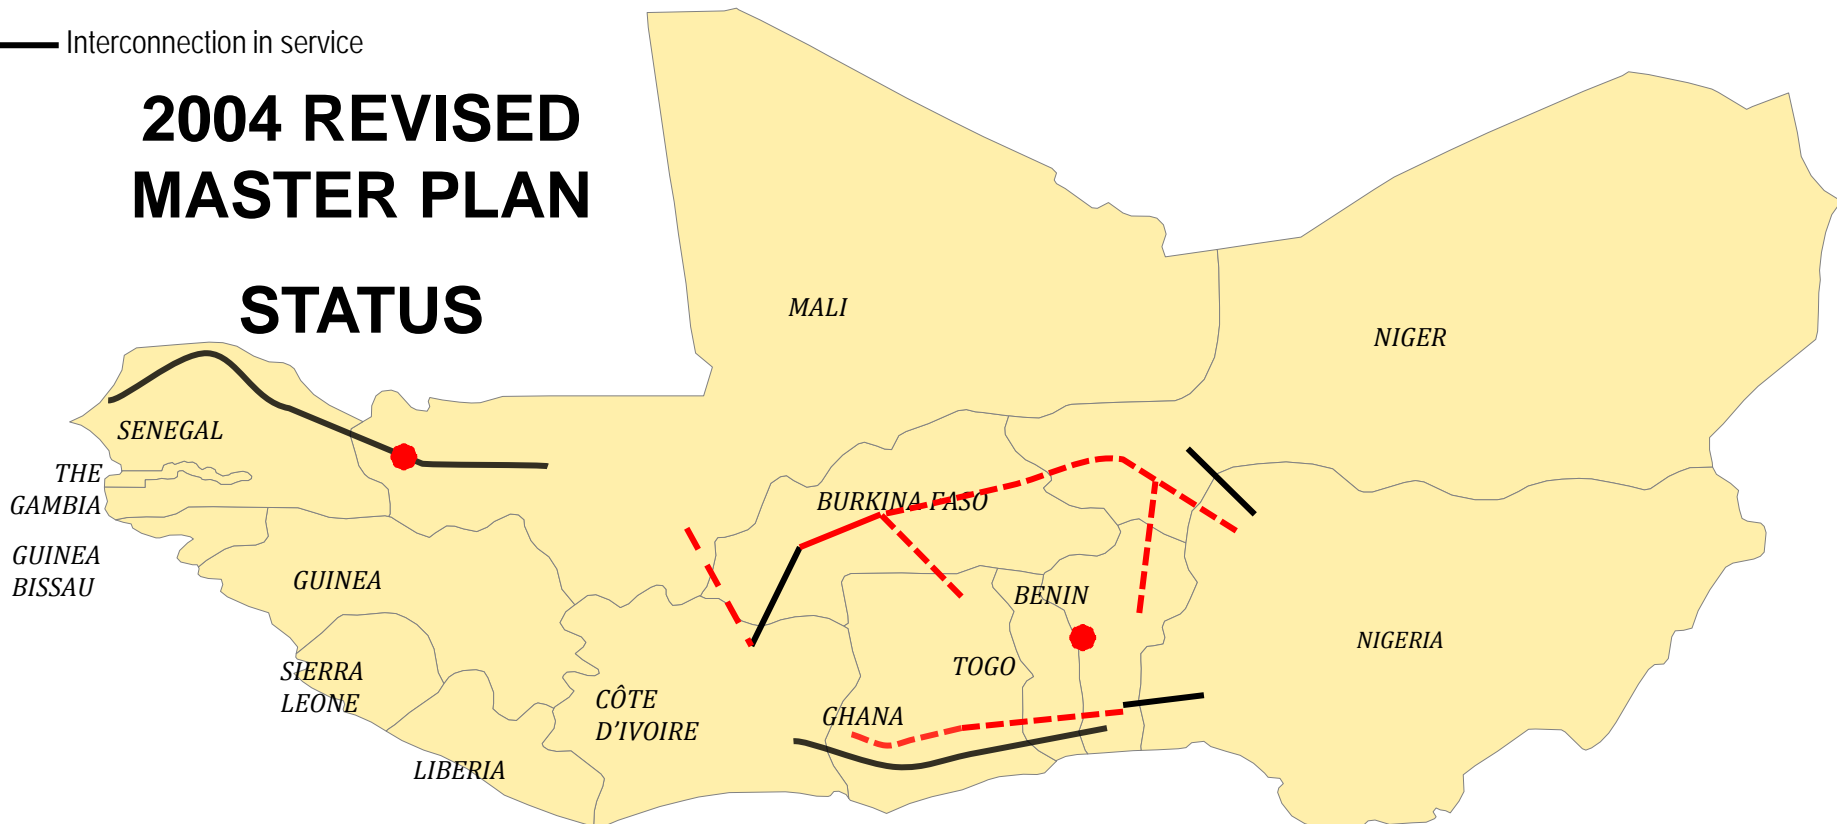 Interconnection in service
2004 REVISED
MASTER PLAN
STATUS
MALI
NIGER
SENEGAL
THE
GAMBIA
BURKINA FASO
GUINEA
BISSAU
GUINEA
BENIN
NIGERIA
SIERRA
LEONE
TOGO
CÔTE
D'IVOIRE
GHANA
LIBERIA